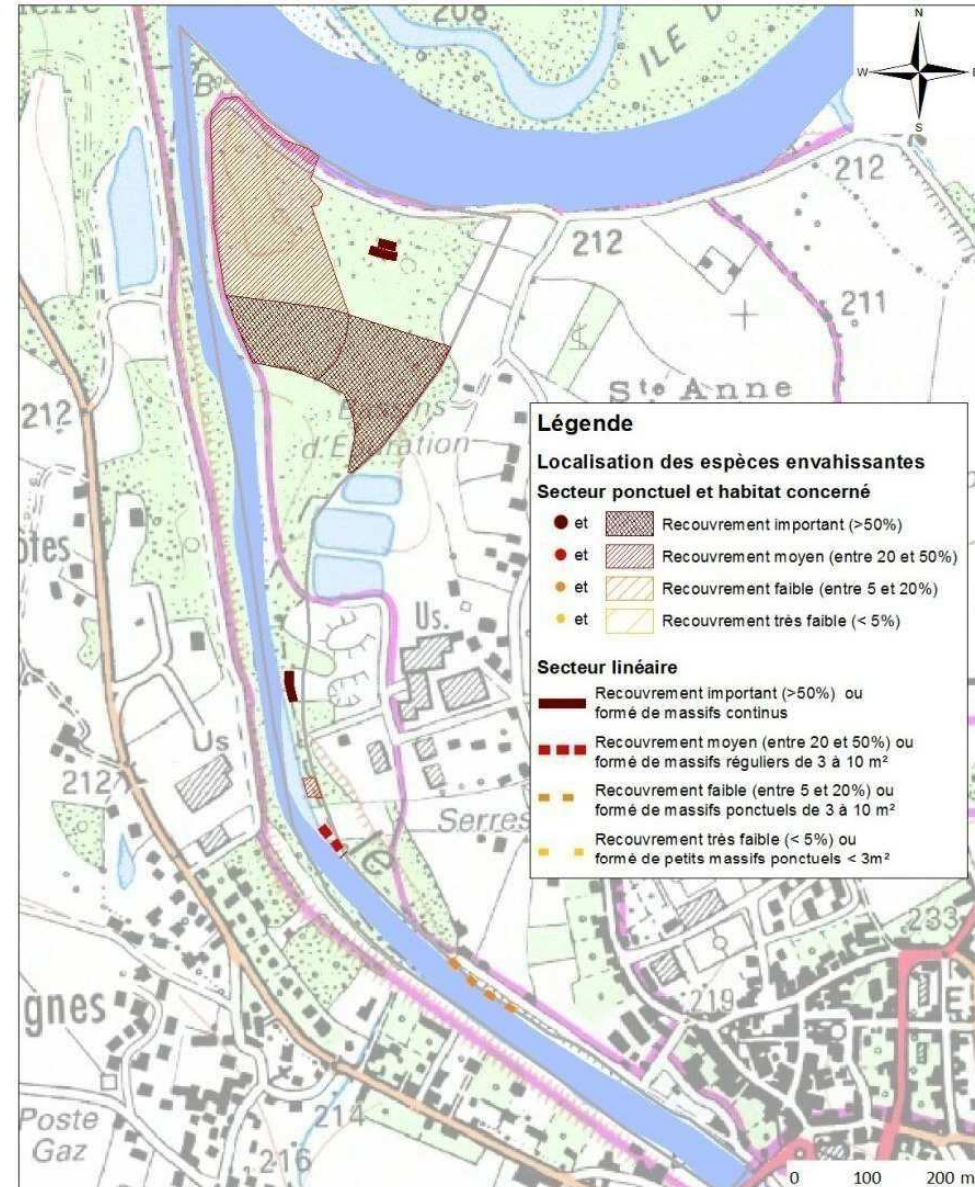 208
ILE D
N
W
S
212
212
211
Ste Anne
212
Bassins
d'Epuration
otes
Us.
Us
212
Serres
Légende
Localisation des espèces envahissantes
Secteur ponctuel et habitat concerné
et Recouvrement important (>50%)
et Recouvrement moyen (entre 20 et 50%)
et Recouvrement faible (entre 5 et 20%)
et Recouvrement très faible (< 5%)
Secteur linéaire
Recouvrement important (>50%) ou
formé de massifs continus
Recouvrement moyen (entre 20 et 50%) ou
formé de massifs réguliers de 3 à 10 m²
Recouvrement faible (entre 5 et 20%) ou
formé de massifs ponctuels de 3 à 10 m²
Recouvrement très faible (< 5%) ou
formé de petits massifs ponctuels < 3m²
233
219
gnes
214
Poste
Gaz
216
0 100 200 m